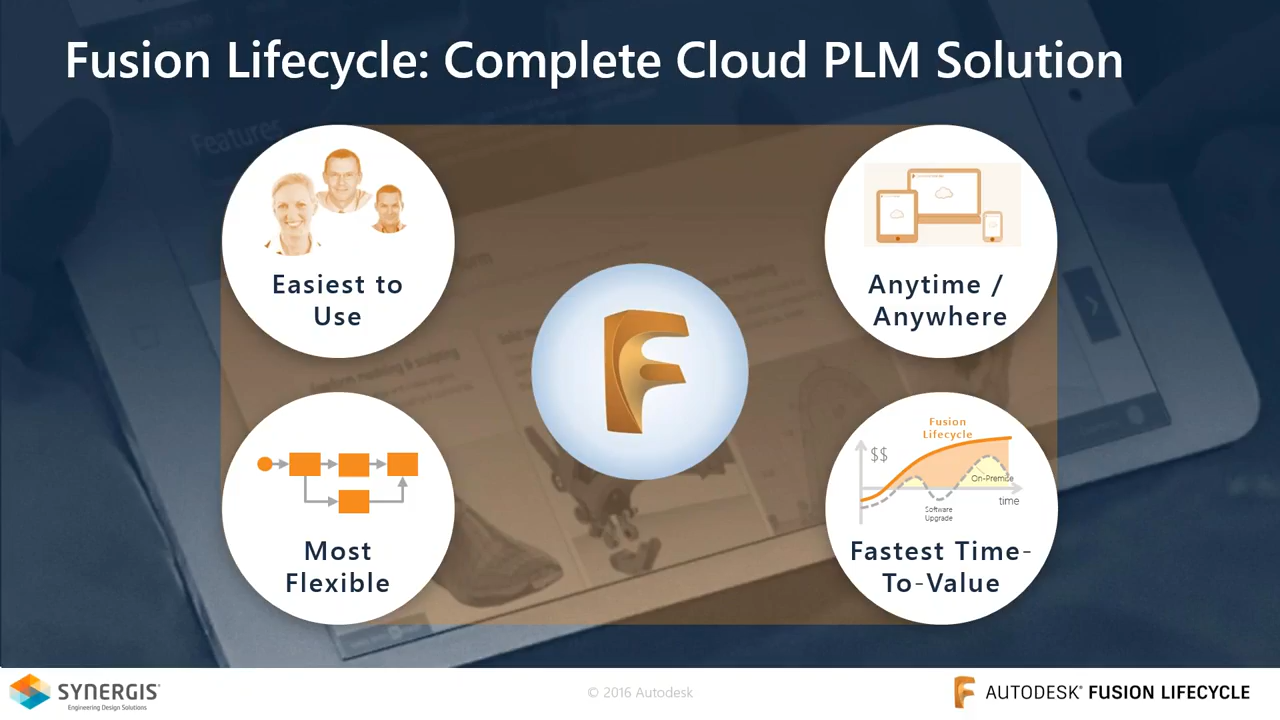 Fusion Lifecycle: Complete Cloud PLM Solution
Features
Easiest to
Use
Anytime /
Anywhere
F
Most
Flexible
Fusion
Lifecycle
$$
On-Premise
time
Software
Upgrade
Fastest Time-
To-Value
SYNERGIS
Engineering Design Solutions
© 2016 Autodesk
AUTODESK® FUSION LIFECYCLE